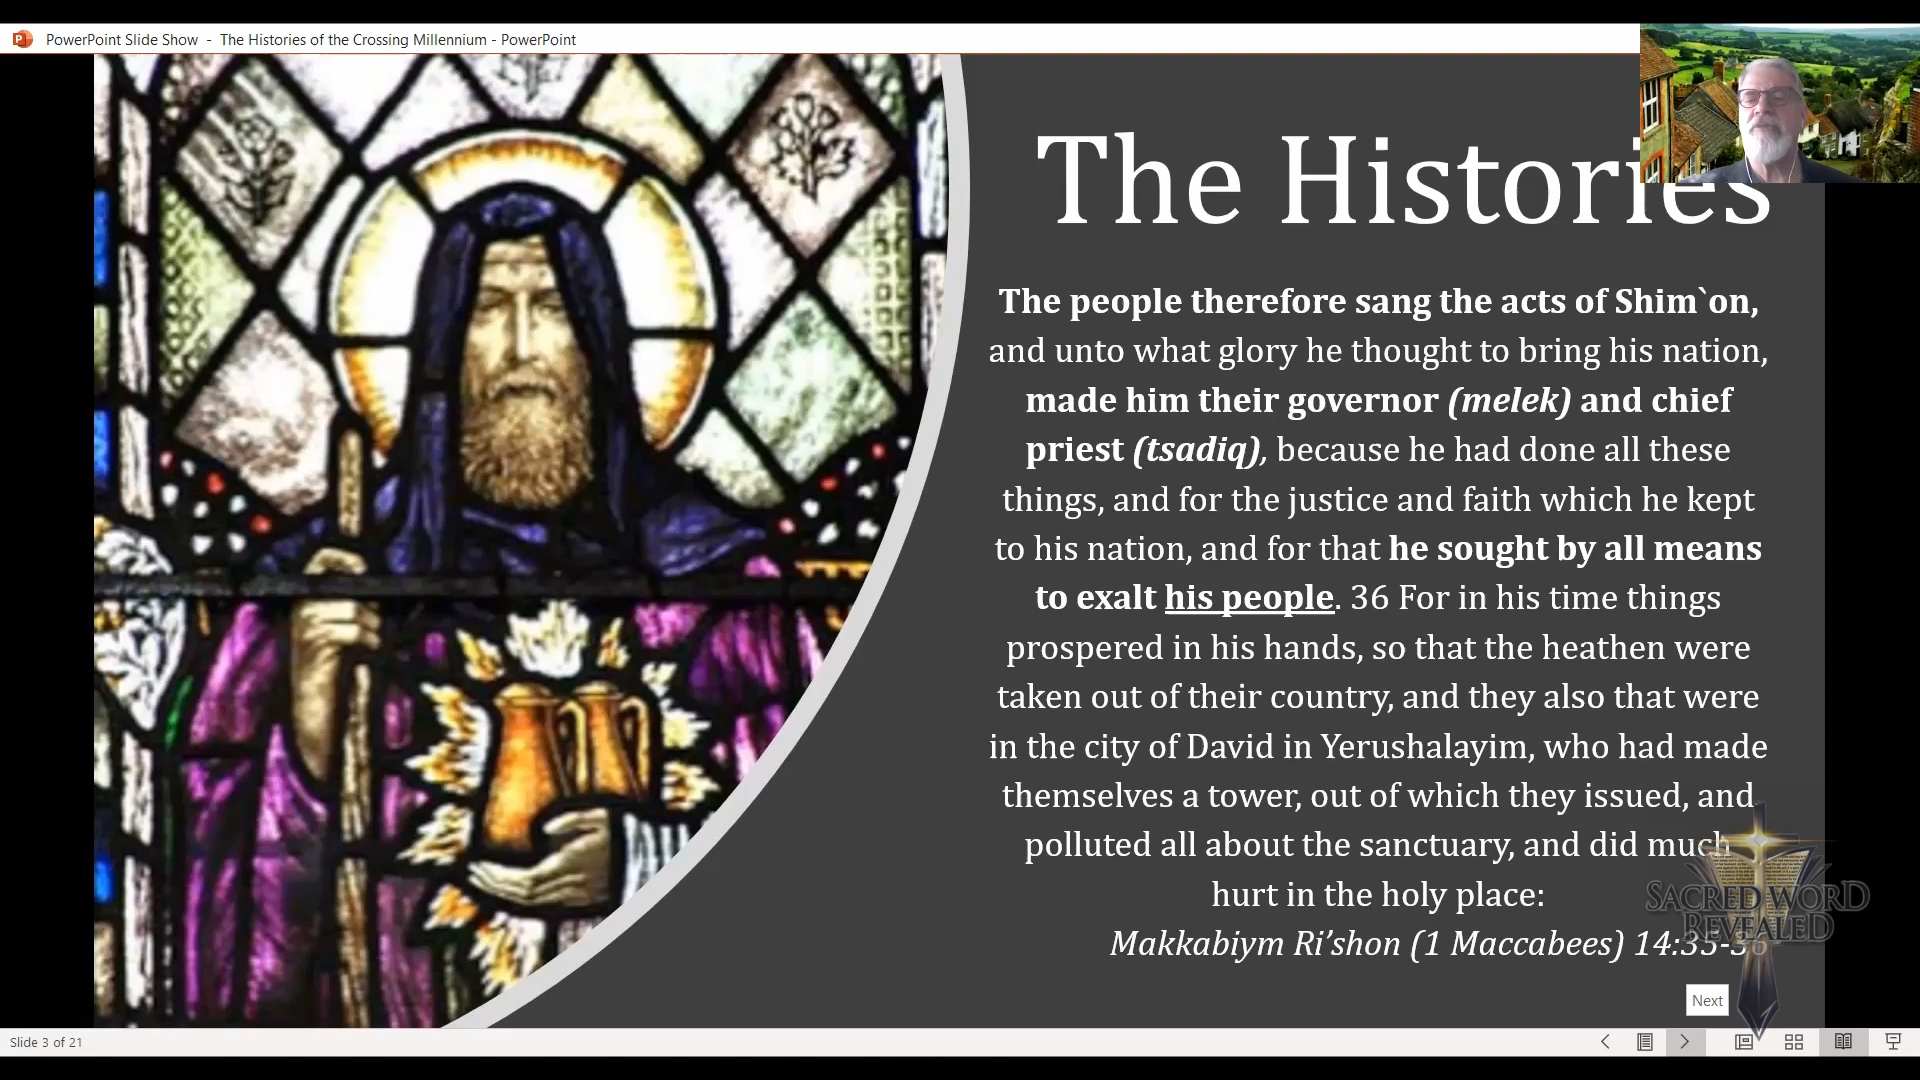 PowerPoint Slide Show - The Histories of the Crossing Millennium - PowerPoint
The Histories
The people therefore sang the acts of Shim`on,
and unto what glory he thought to bring his nation,
made him their governor (melek) and chief
priest (tsadiq), because he had done all these
things, and for the justice and faith which he kept
to his nation, and for that he sought by all means
to exalt his people. 36 For in his time things
prospered in his hands, so that the heathen were
taken out of their country, and they also that were
in the city of David in Yerushalayim, who had made
themselves a tower, out of which they issued, and
polluted all about the sanctuary, and did much
hurt in the holy place:
Makkabiym Ri’shon (1 Maccabees) 14:35-36
SACRED WORD
REVEALED
Next
Slide 3 of 21